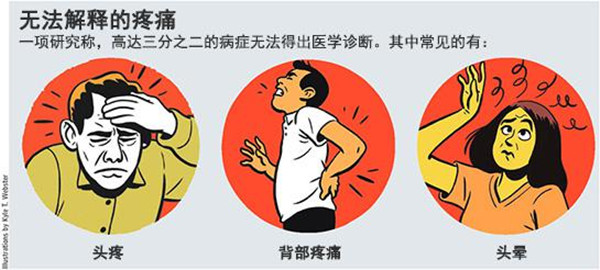 无法解释的疼痛
一项研究称，高达三分之二的病症无法得出医学诊断。其中常见的有：
Illustrations by Kyle T. Webster
头疼
背部疼痛
头晕